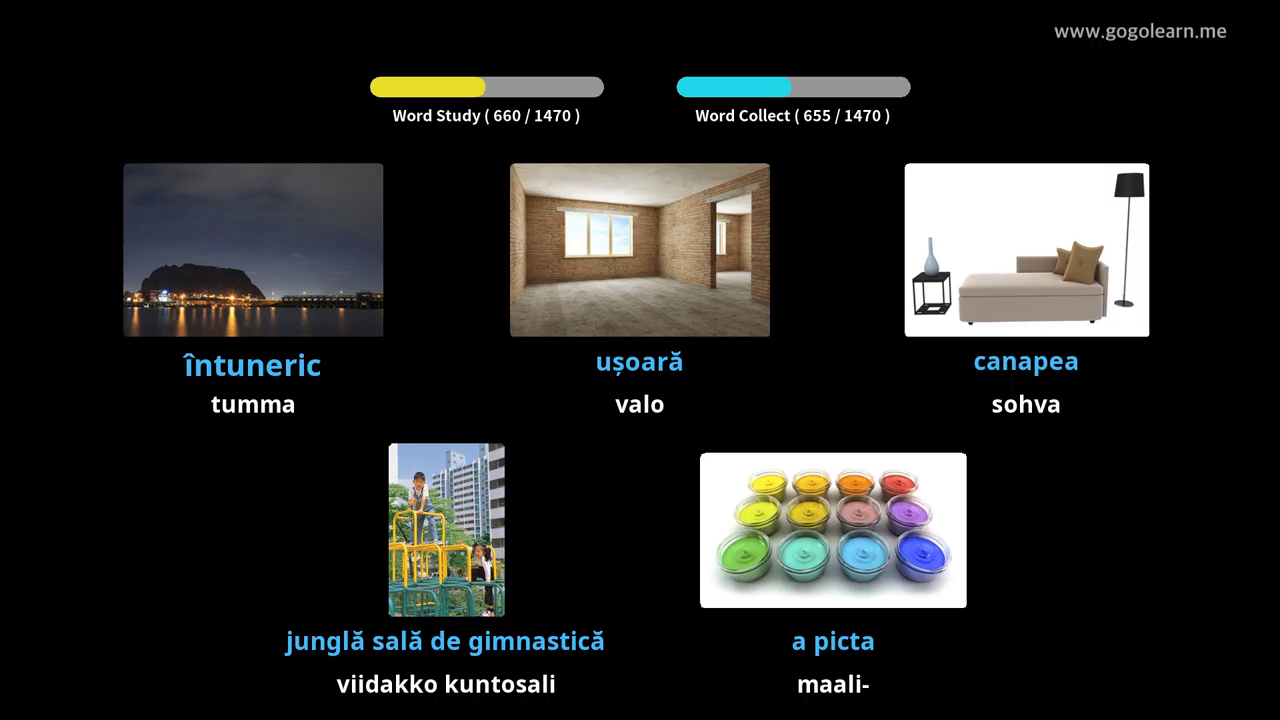 www.gogolearn.me
Word Study ( 660 / 1470 )
Word Collect ( 655 / 1470 )
întuneric
tumma
ușoară
valo
canapea
sohva
junglă sală de gimnastică
viidakko kuntosali
a picta
maali-